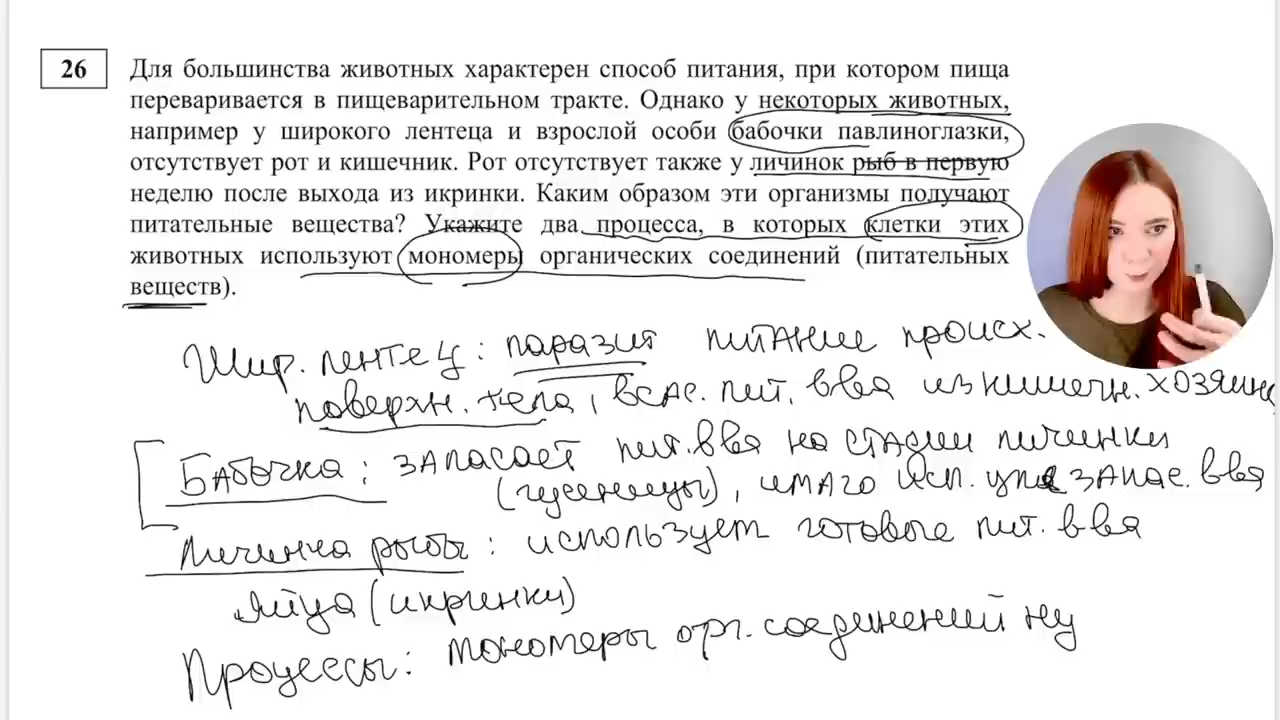 26
Для большинства животных характерен способ питания, при котором пища
переваривается в пищеварительном тракте. Однако у некоторых животных,
например у широкого лентеца и взрослой особи бабочки павлиноглазки,
отсутствует рот и кишечник. Рот отсутствует также у личинок рыб в первую
неделю после выхода из икринки. Каким образом эти организмы получают
питательные вещества? Укажите два процесса, в которых клетки этих
животных используют мономеры органических соединений (питательных
веществ).
Шир. лентец: паразит питание происх.
поверхн. тела, всас. пит. в-ва из кишечн. хозяина
Бабочка: запасает пит. в-ва на стадии личинки
(гусеницы), имаго исп. уже запас. в-ва
Личинка рыбы: использует готовые пит. в-ва
яйца (икринки)
Процессы: мономеры орг. соединений ну